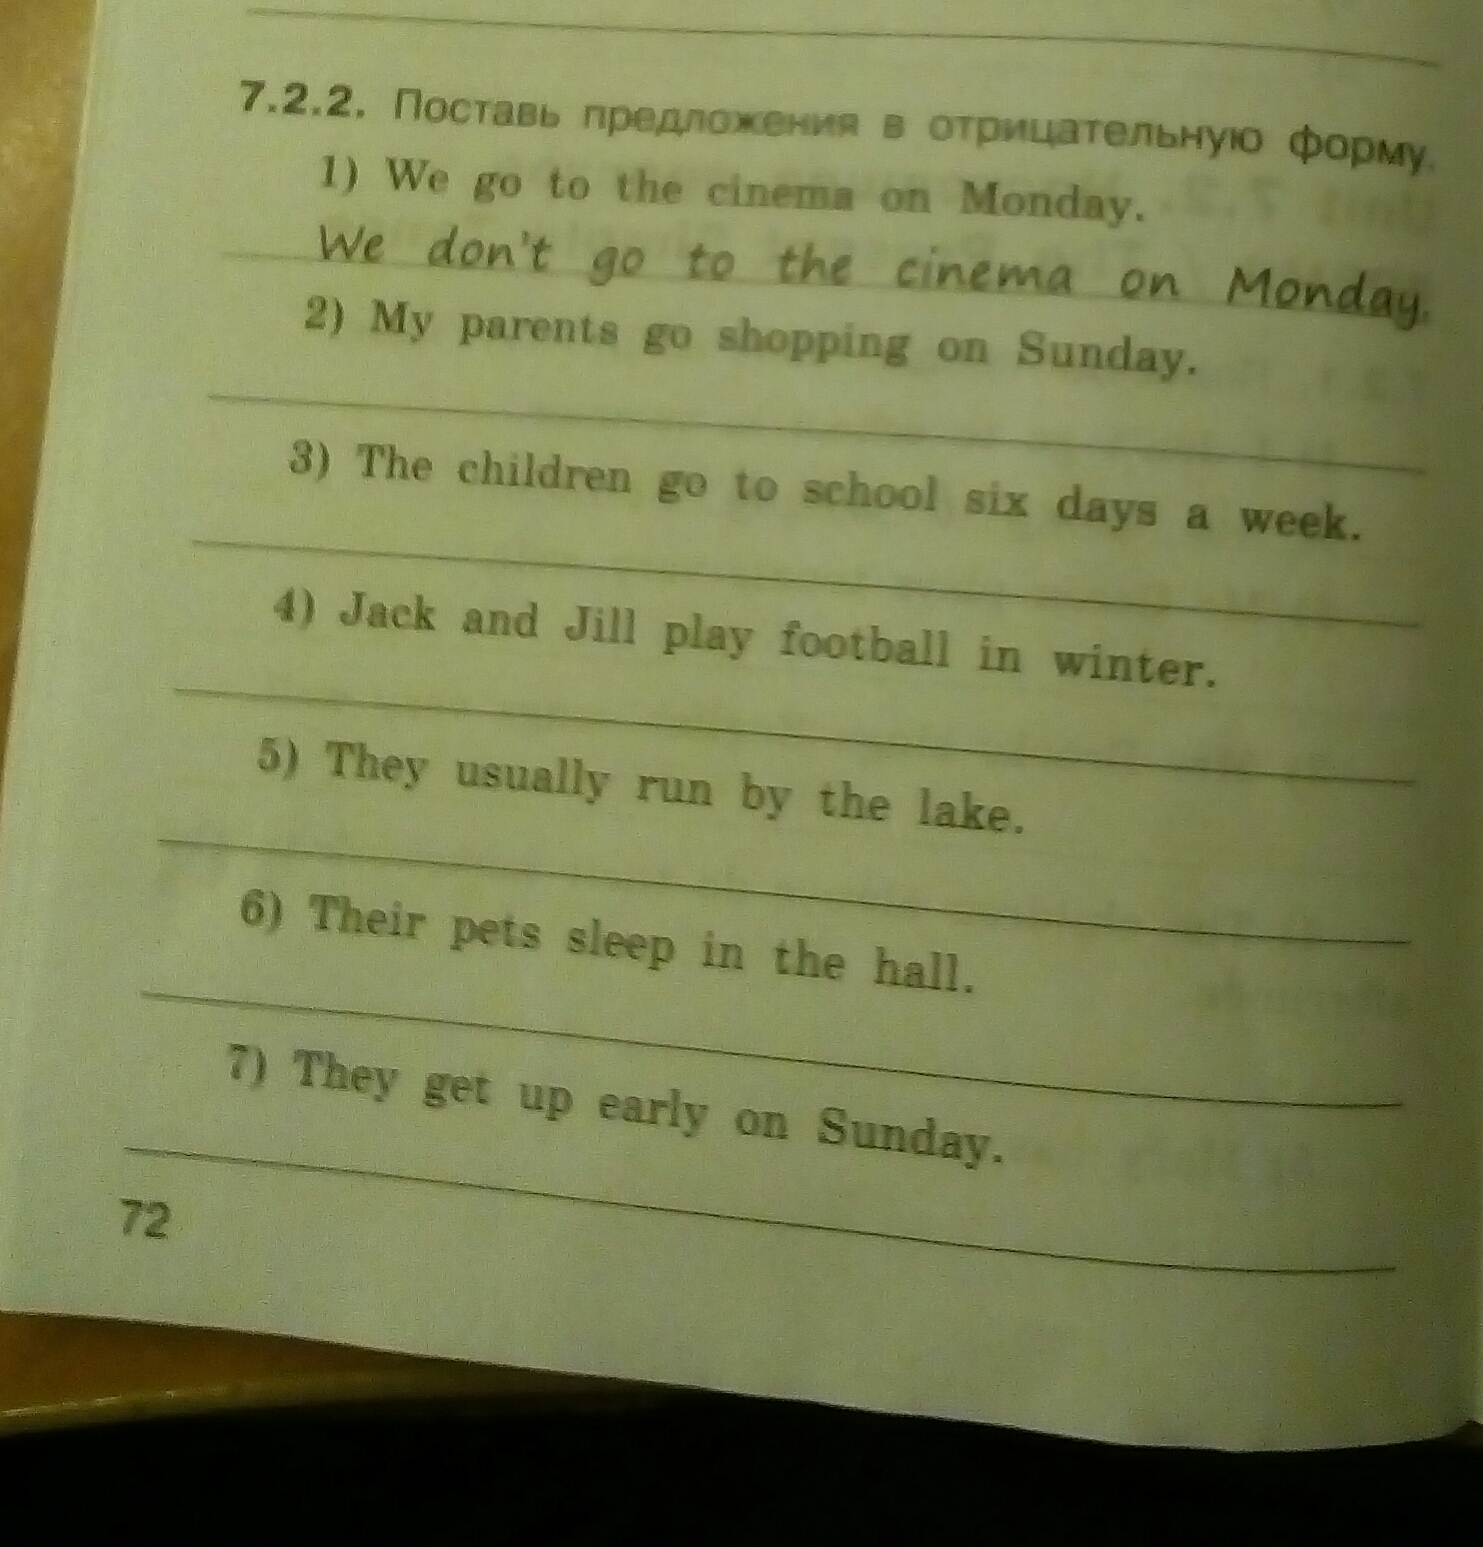 7.2.2. Поставь предложения в отрицательную форму.
1) We go to the cinema on Monday.
We don't go to the cinema on Monday.
2) My parents go shopping on Sunday.
3) The children go to school six days a week.
4) Jack and Jill play football in winter.
5) They usually run by the lake.
6) Their pets sleep in the hall.
7) They get up early on Sunday.
72